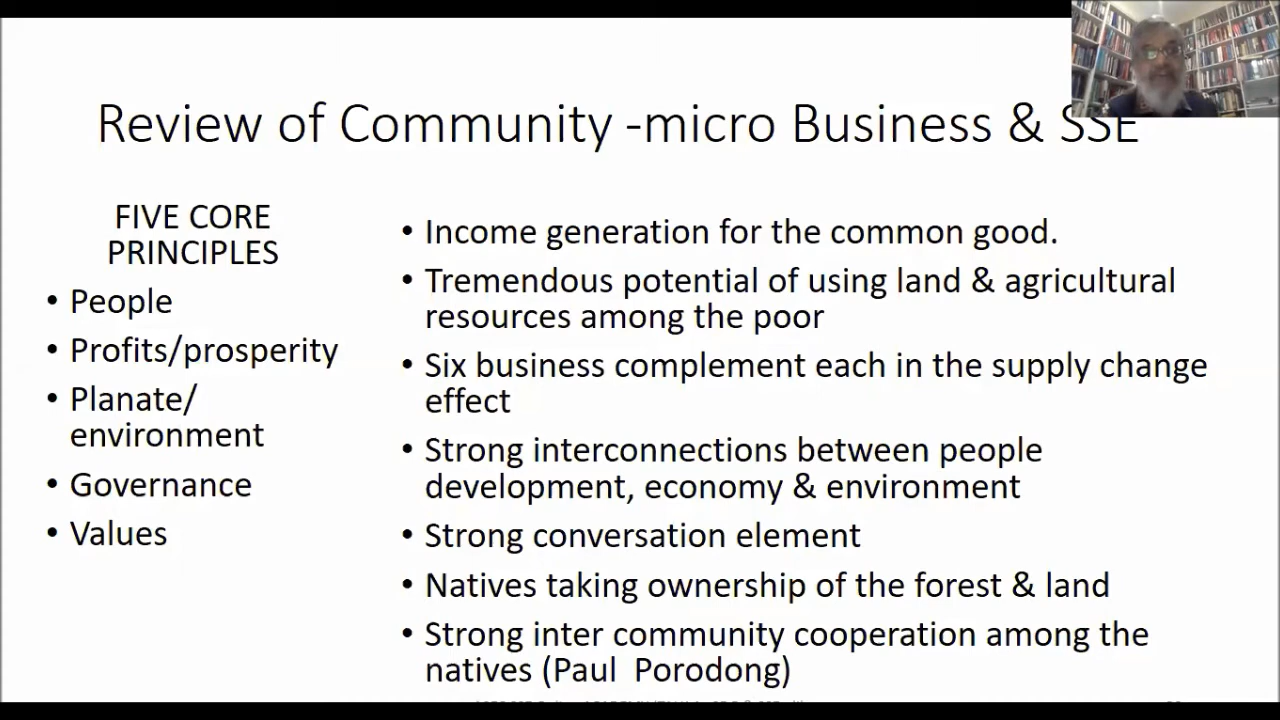 Review of Community -micro Business & SSE
FIVE CORE
PRINCIPLES
• People
• Profits/prosperity
• Planate/
environment
• Governance
• Values
• Income generation for the common good.
• Tremendous potential of using land & agricultural
resources among the poor
• Six business complement each in the supply change
effect
• Strong interconnections between people
development, economy & environment
• Strong conversation element
• Natives taking ownership of the forest & land
• Strong inter community cooperation among the
natives (Paul  Porodong)